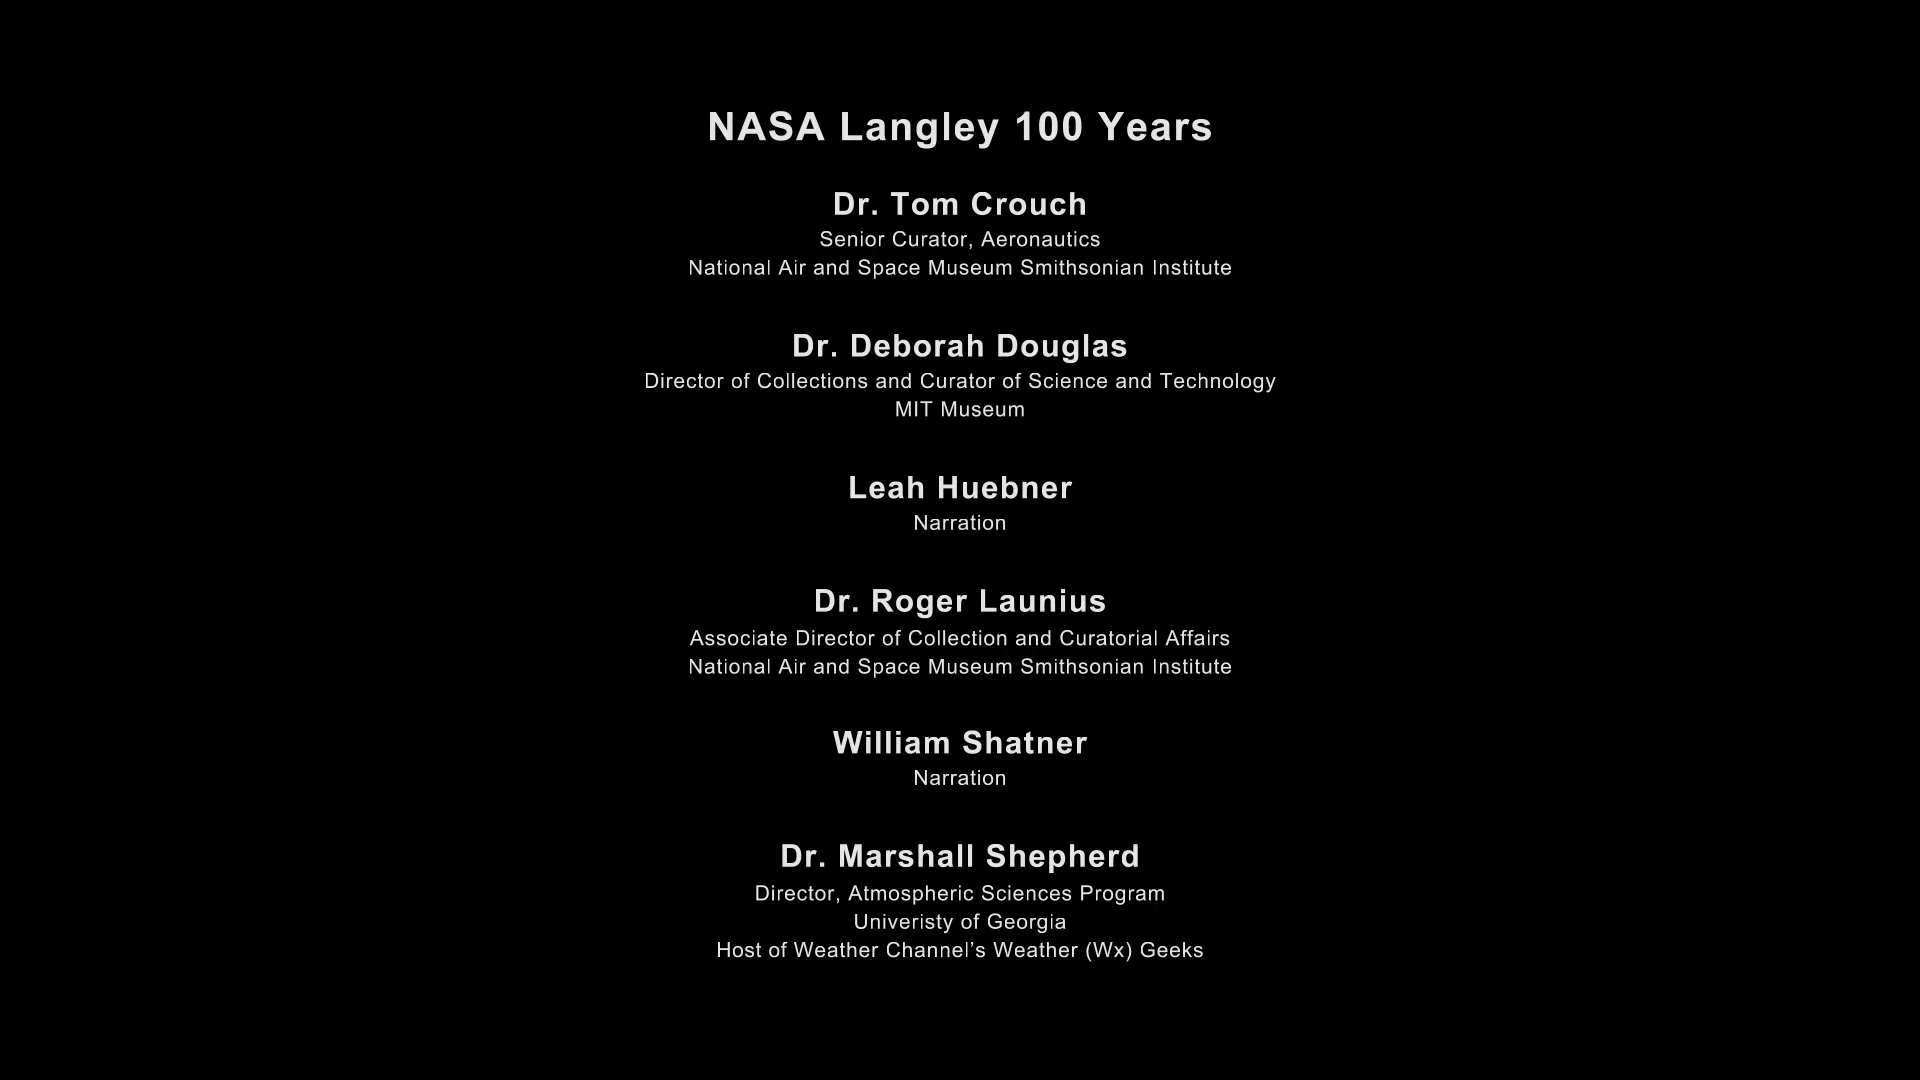 NASA Langley 100 Years
Dr. Tom Crouch
Senior Curator, Aeronautics
National Air and Space Museum Smithsonian Institute
Dr. Deborah Douglas
Director of Collections and Curator of Science and Technology
MIT Museum
Leah Huebner
Narration
Dr. Roger Launius
Associate Director of Collection and Curatorial Affairs
National Air and Space Museum Smithsonian Institute
William Shatner
Narration
Dr. Marshall Shepherd
Director, Atmospheric Sciences Program
Univeristy of Georgia
Host of Weather Channel’s Weather (Wx) Geeks